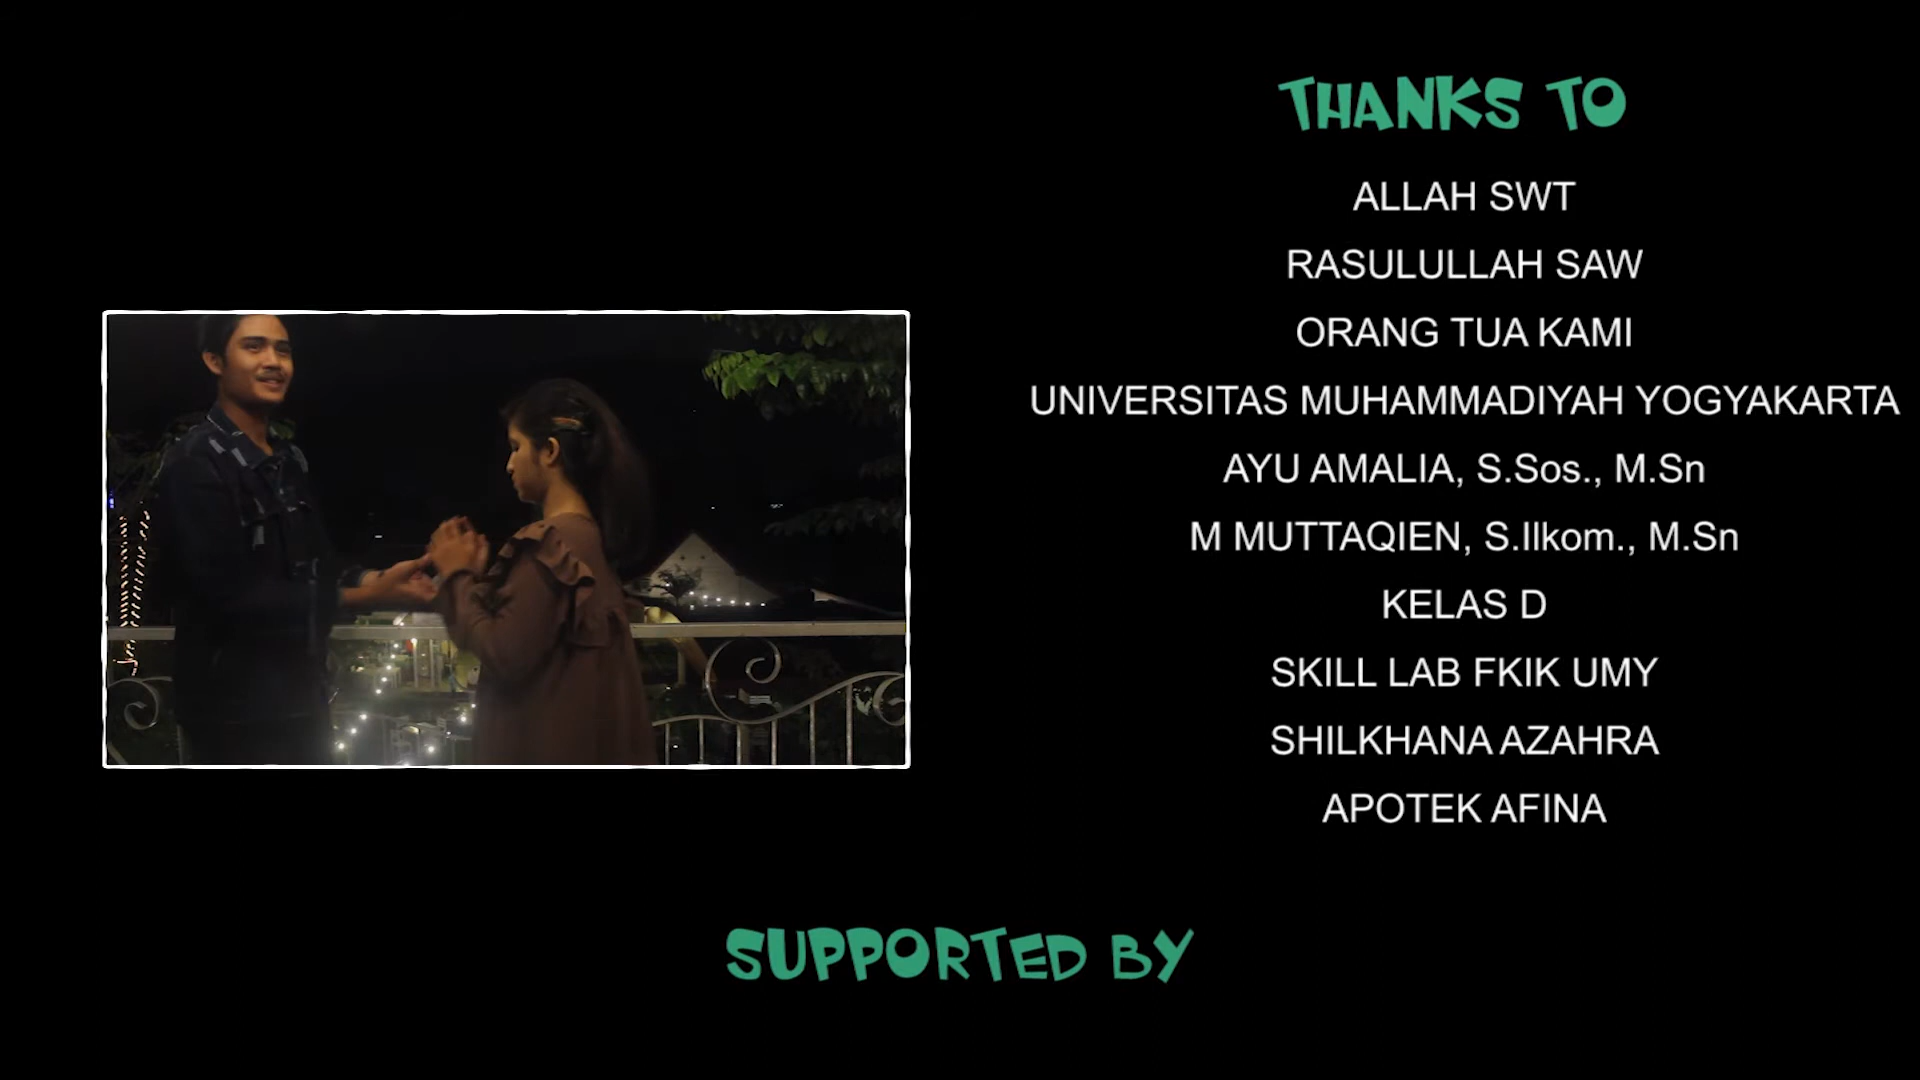 THANKS TO
ALLAH SWT
RASULULLAH SAW
ORANG TUA KAMI
UNIVERSITAS MUHAMMADIYAH YOGYAKARTA
AYU AMALIA, S.Sos., M.Sn
M MUTTAQIEN, S.Ilkom., M.Sn
KELAS D
SKILL LAB FKIK UMY
SHILKHANA AZAHRA
APOTEK AFINA
SUPPORTED BY